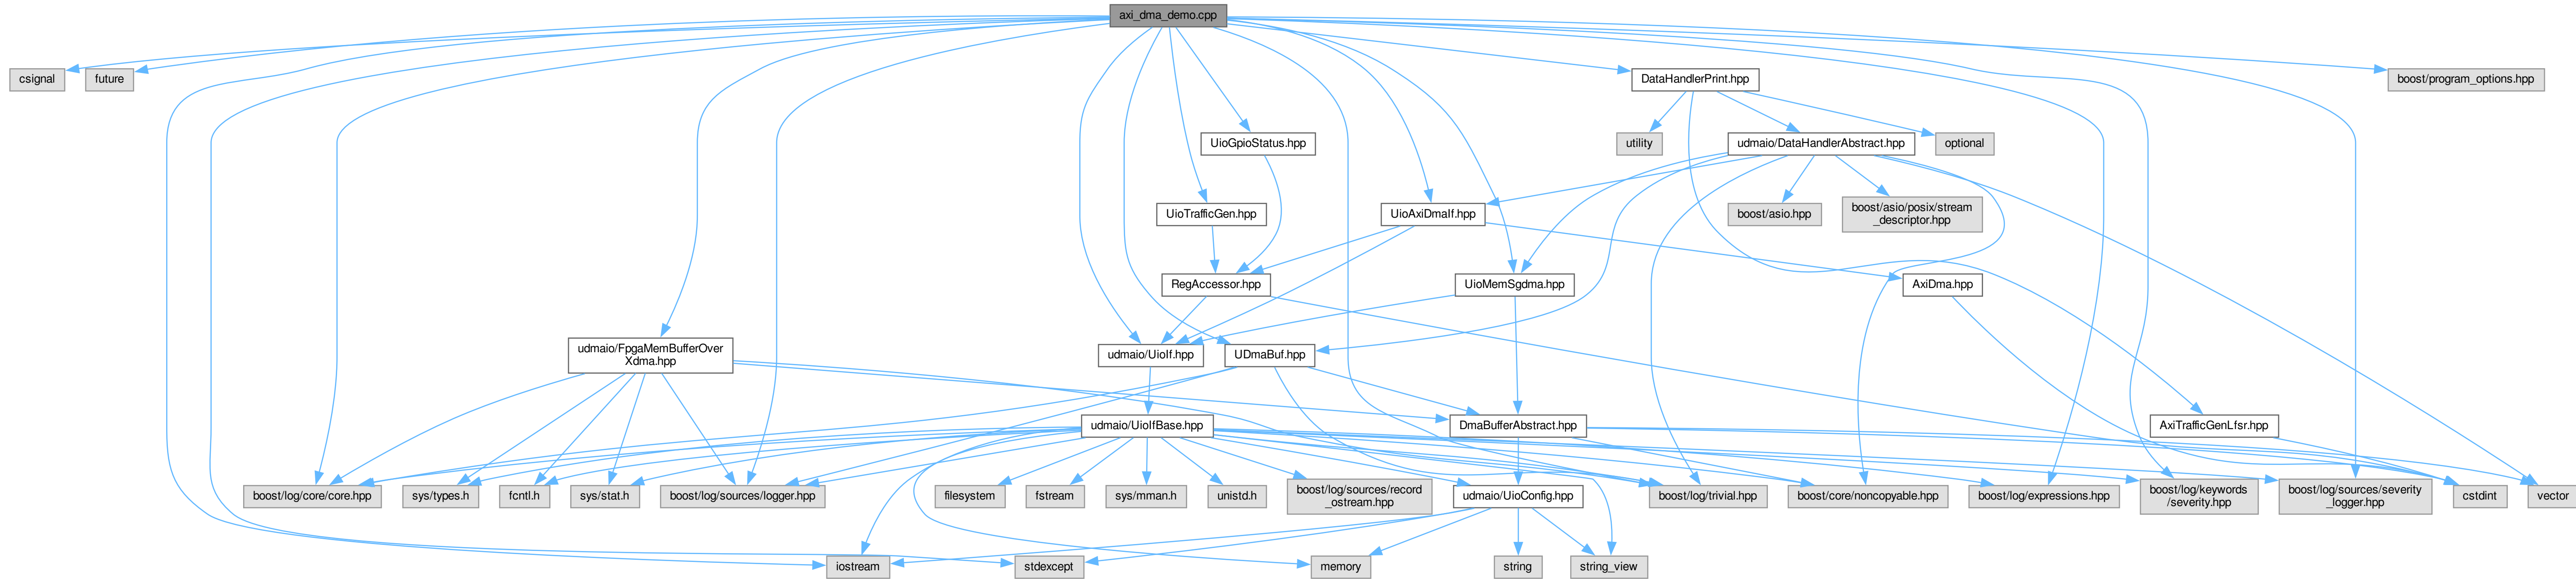 axi_dma_demo.cpp
csignal
future
DataHandlerPrint.hpp
boost/program_options.hpp
UioGpioStatus.hpp
utility
udmaio/DataHandlerAbstract.hpp
optional
UioTrafficGen.hpp
UioAxiDmaIf.hpp
boost/asio.hpp
boost/asio/posix/stream
_descriptor.hpp
RegAccessor.hpp
UioMemSgdma.hpp
AxiDma.hpp
udmaio/FpgaMemBufferOver
Xdma.hpp
udmaio/UioIf.hpp
UDmaBuf.hpp
udmaio/UioIfBase.hpp
DmaBufferAbstract.hpp
AxiTrafficGenLfsr.hpp
boost/log/core/core.hpp
sys/types.h
fcntl.h
sys/stat.h
boost/log/sources/logger.hpp
filesystem
fstream
sys/mman.h
unistd.h
boost/log/sources/record
_ostream.hpp
udmaio/UioConfig.hpp
boost/log/trivial.hpp
boost/core/noncopyable.hpp
boost/log/expressions.hpp
boost/log/keywords
/severity.hpp
boost/log/sources/severity
_logger.hpp
cstdint
vector
iostream
stdexcept
memory
string
string_view